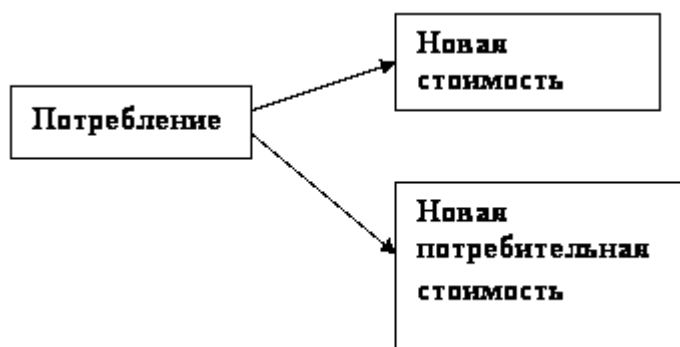 Потребление
Новая
стоимость
Новая
потребительная
стоимость